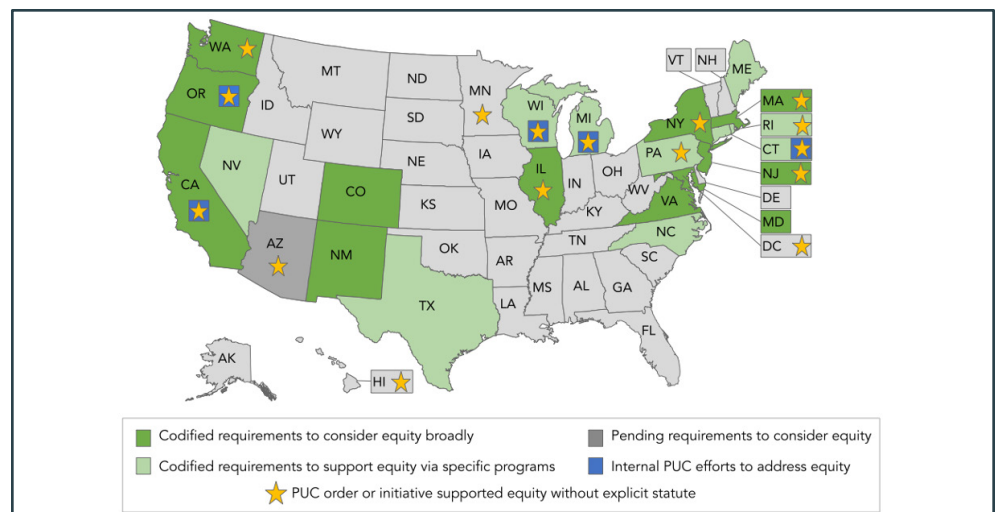 WA
MT
ND
MN
VT
NH
ME
OR
ID
SD
WI
MI
NY
MA
RI
WY
PA
CT
NV
NE
IA
NJ
UT
CO
IL
IN
OH
WV
DE
CA
KS
MO
KY
VA
MD
AZ
NM
OK
AR
TN
NC
DC
SC
TX
LA
MS
AL
GA
FL
AK
HI
Codified requirements to consider equity broadly
Pending requirements to consider equity
Codified requirements to support equity via specific programs
Internal PUC efforts to address equity
PUC order or initiative supported equity without explicit statute